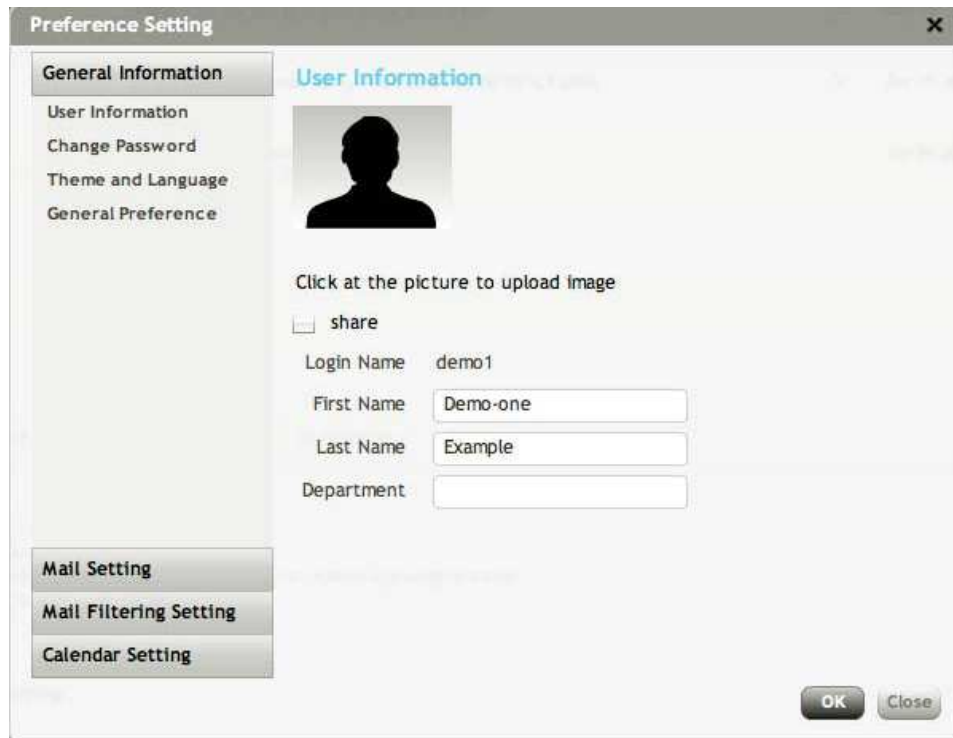 Preference Setting
General Information
User Information
Change Password
Theme and Language
General Preference
Mail Setting
Mail Filtering Setting
Calendar Setting
User Information
Click at the picture to upload image
share
Login Name demo1
First Name Demo-one
Last Name Example
Department
OK Close